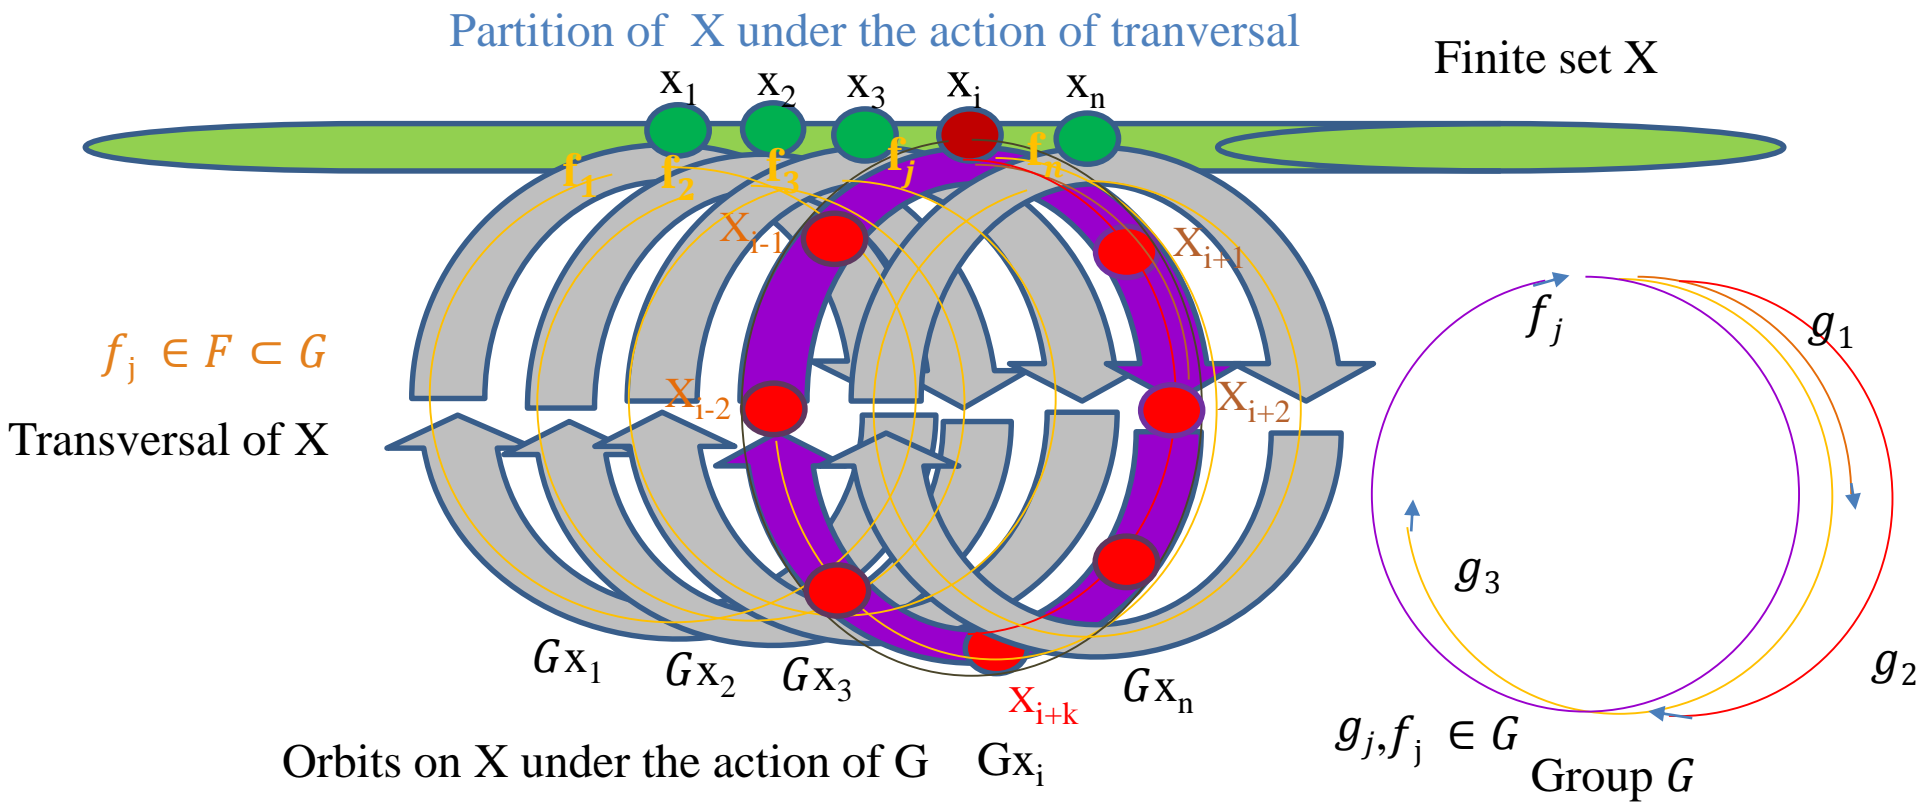 Partition of X under the action of tranversal
Finite set X
x₁ x₂ x₃ xᵢ xₙ
f₁ f₂ f₃ fⱼ fₙ
Xᵢ₋₁ Xᵢ₊₁
fⱼ g₁
fⱼ ∈ F ⊂ G
Xᵢ₋₂ Xᵢ₊₂
Transversal of X
g₃
Gx₁ Gx₂ Gx₃ Gxₙ
g₂
Xᵢ₊ₖ
gⱼ,fⱼ ∈ G
Orbits on X under the action of G Gxᵢ
Group G